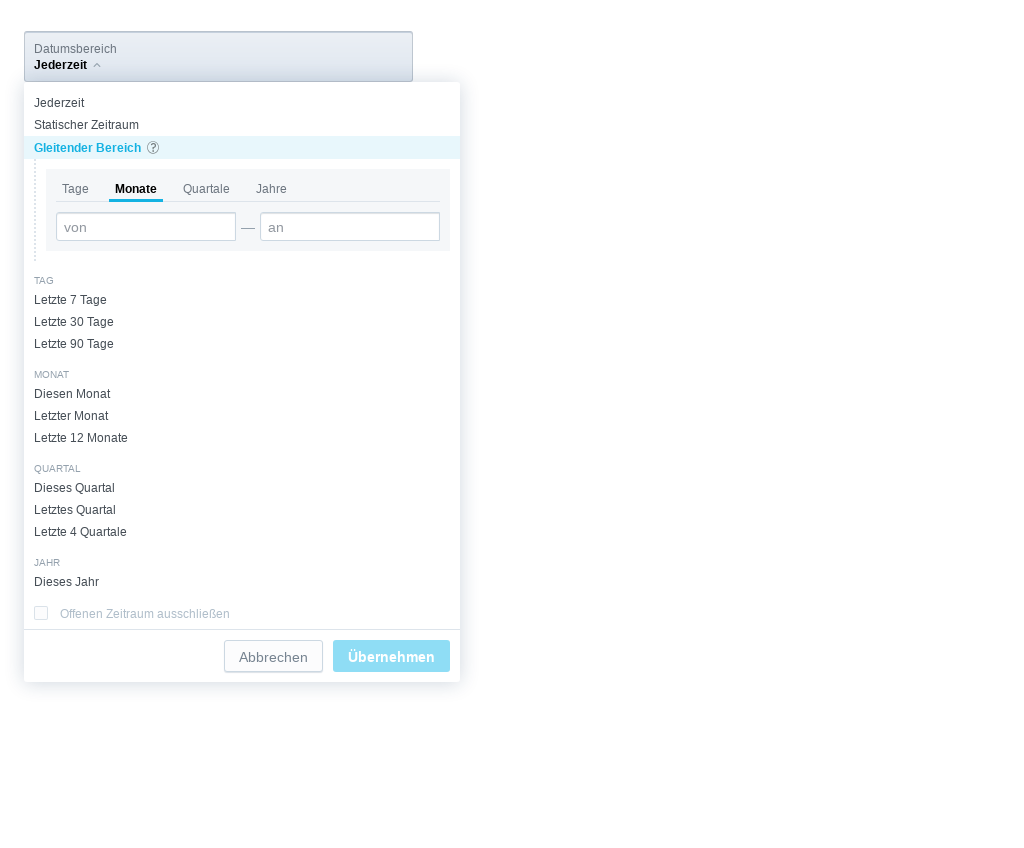 Datumsbereich
Jederzeit
Jederzeit
Statischer Zeitraum
Gleitender Bereich ?
Tage Monate Quartale Jahre
von — an
TAG
Letzte 7 Tage
Letzte 30 Tage
Letzte 90 Tage
MONAT
Diesen Monat
Letzter Monat
Letzte 12 Monate
QUARTAL
Dieses Quartal
Letztes Quartal
Letzte 4 Quartale
JAHR
Dieses Jahr
Offenen Zeitraum ausschließen
Abbrechen Übernehmen